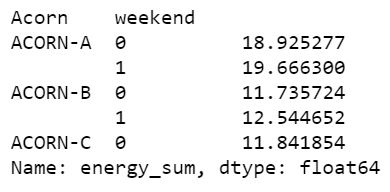 Acorn    weekend
ACORN-A  0          18.925277
         1          19.666300
ACORN-B  0          11.735724
         1          12.544652
ACORN-C  0          11.841854
Name: energy_sum, dtype: float64